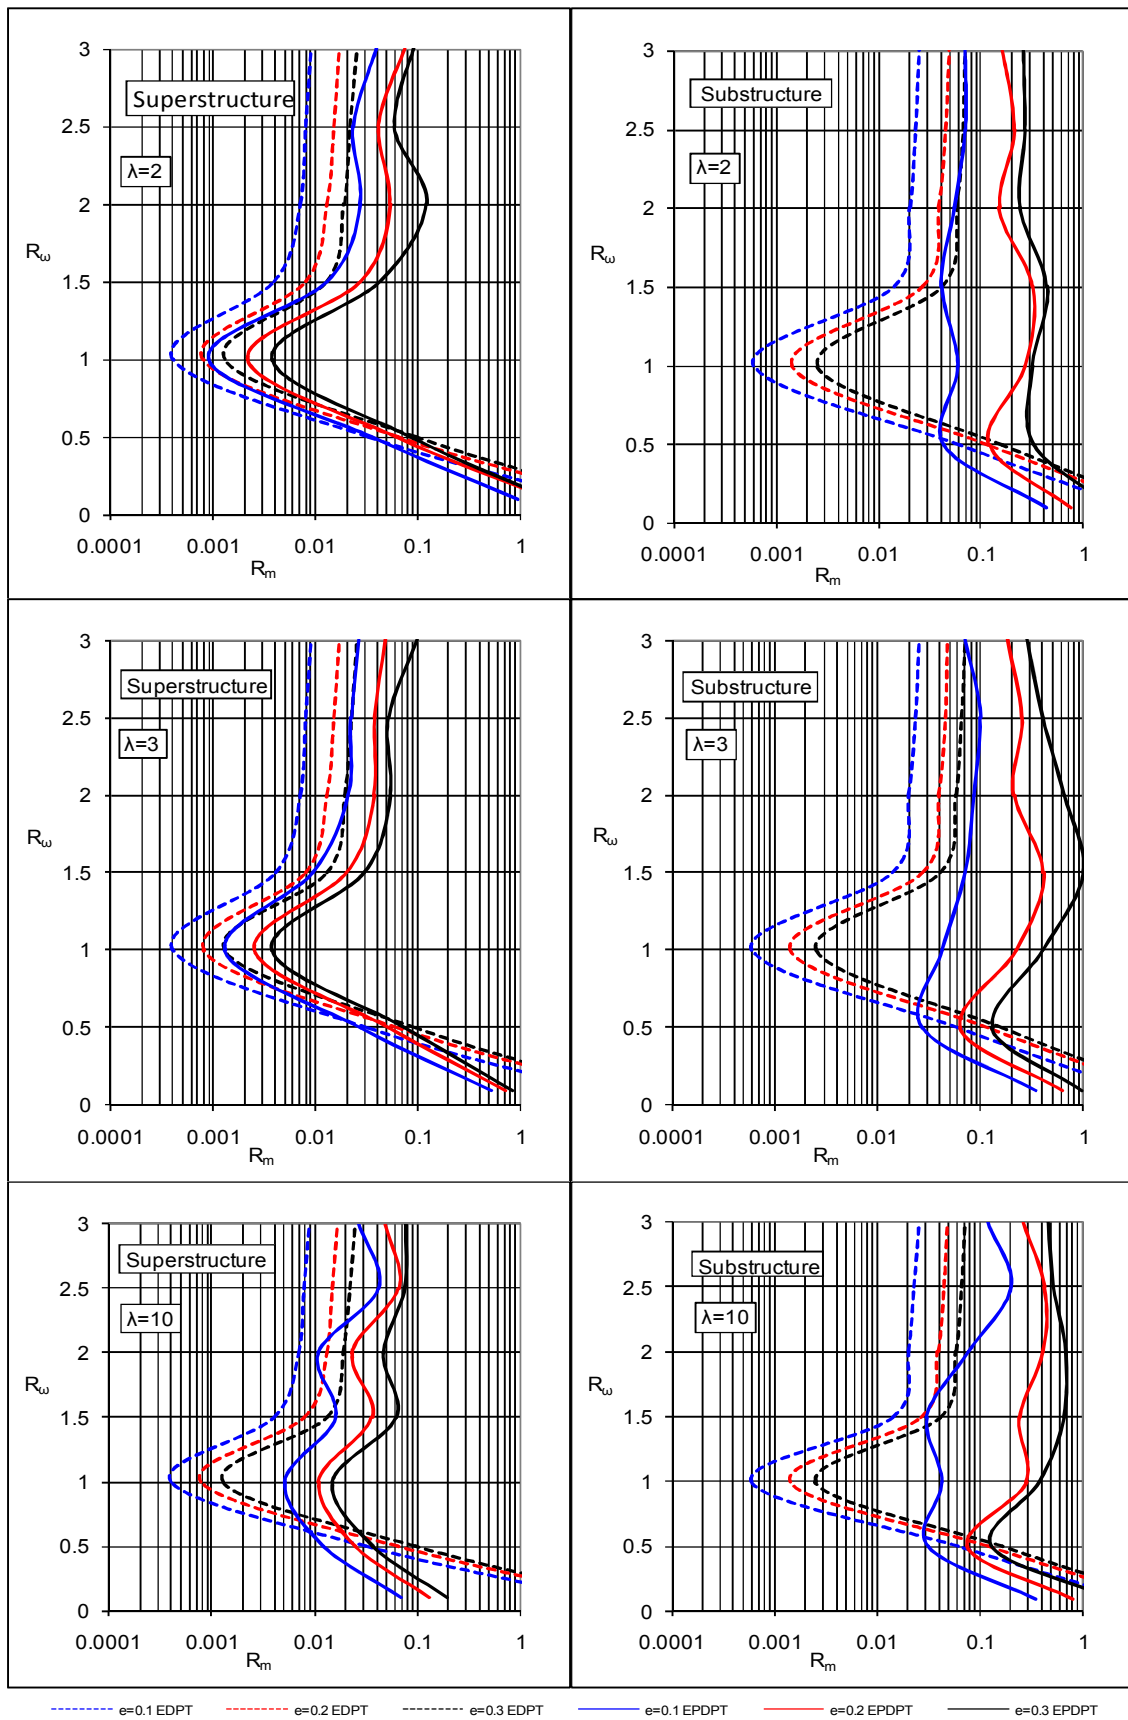 3
2.5
2
1.5
1
0.5
0
Rω
Superstructure
λ=2
0.0001 0.001 0.01 0.1 1
Rm
3
2.5
2
1.5
1
0.5
0
Rω
Substructure
λ=2
0.0001 0.001 0.01 0.1 1
Rm
3
2.5
2
1.5
1
0.5
0
Rω
Superstructure
λ=3
0.0001 0.001 0.01 0.1 1
Rm
3
2.5
2
1.5
1
0.5
0
Rω
Substructure
λ=3
0.0001 0.001 0.01 0.1 1
Rm
3
2.5
2
1.5
1
0.5
0
Rω
Superstructure
λ=10
0.0001 0.001 0.01 0.1 1
Rm
3
2.5
2
1.5
1
0.5
0
Rω
Substructure
λ=10
0.0001 0.001 0.01 0.1 1
Rm
e=0.1 EDPT e=0.2 EDPT e=0.3 EDPT e=0.1 EPDPT e=0.2 EPDPT e=0.3 EPDPT